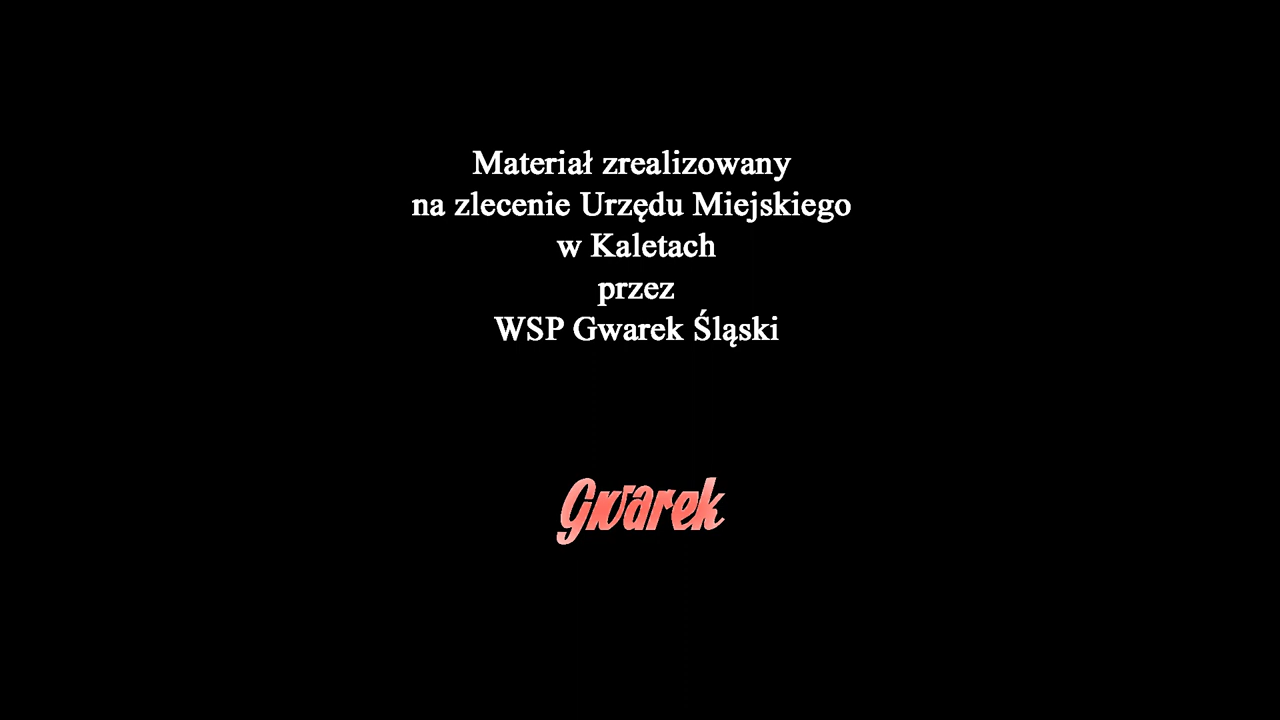 Materiał zrealizowany
na zlecenie Urzędu Miejskiego
w Kaletach
przez
WSP Gwarek Śląski
Gwarek